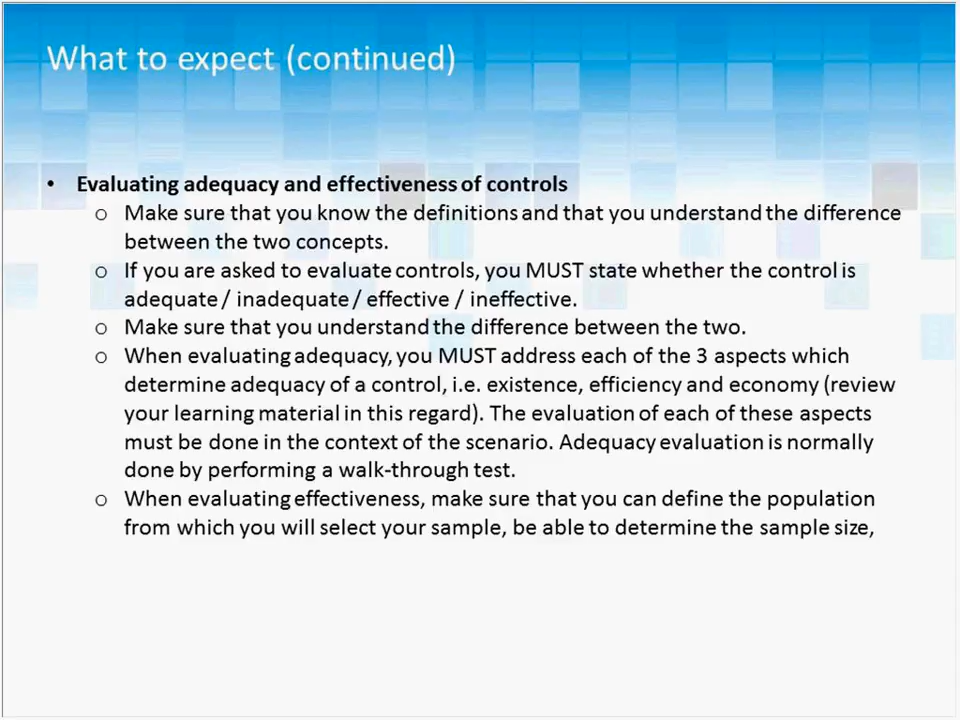 What to expect (continued)
• Evaluating adequacy and effectiveness of controls
o Make sure that you know the definitions and that you understand the difference
between the two concepts.
o If you are asked to evaluate controls, you MUST state whether the control is
adequate / inadequate / effective / ineffective.
o Make sure that you understand the difference between the two.
o When evaluating adequacy, you MUST address each of the 3 aspects which
determine adequacy of a control, i.e. existence, efficiency and economy (review
your learning material in this regard). The evaluation of each of these aspects
must be done in the context of the scenario. Adequacy evaluation is normally
done by performing a walk-through test.
o When evaluating effectiveness, make sure that you can define the population
from which you will select your sample, be able to determine the sample size,